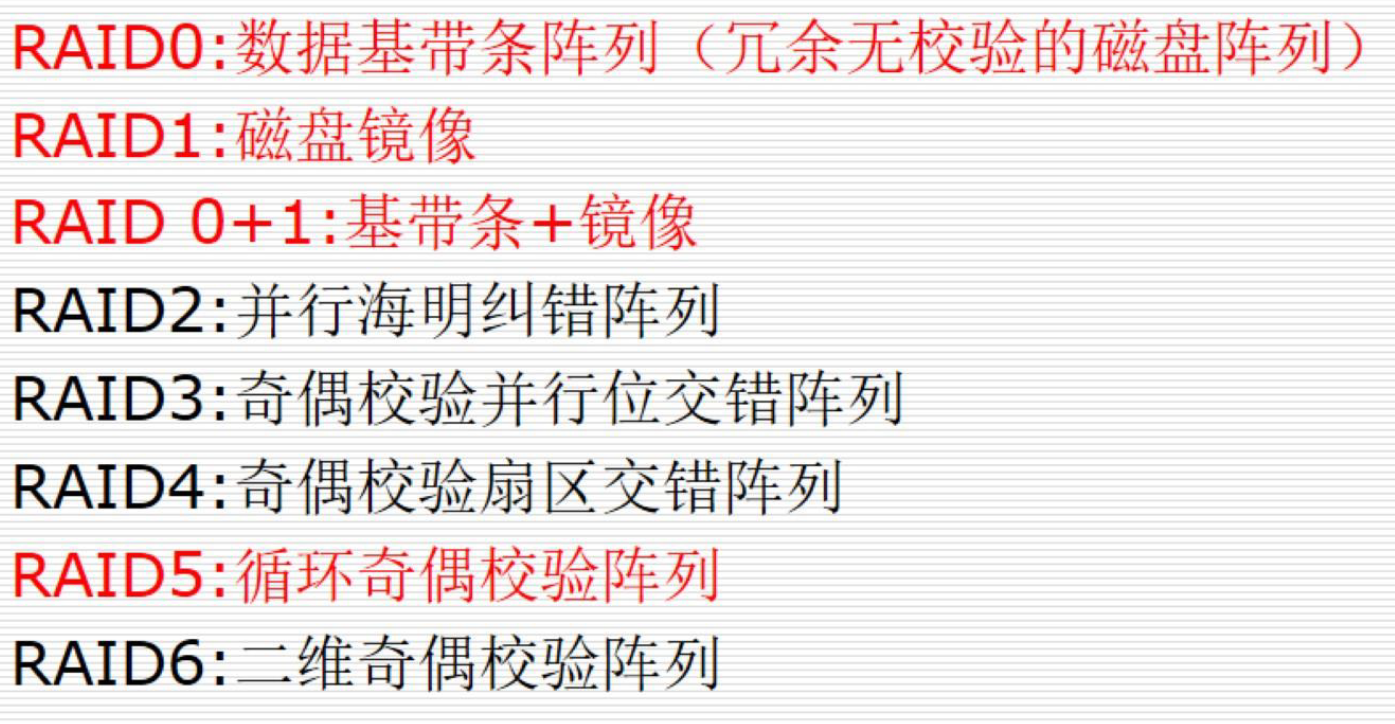 RAID0:数据基带条阵列（冗余无校验的磁盘阵列）
RAID1:磁盘镜像
RAID 0+1:基带条+镜像
RAID2:并行海明纠错阵列
RAID3:奇偶校验并行位交错阵列
RAID4:奇偶校验扇区交错阵列
RAID5:循环奇偶校验阵列
RAID6:二维奇偶校验阵列